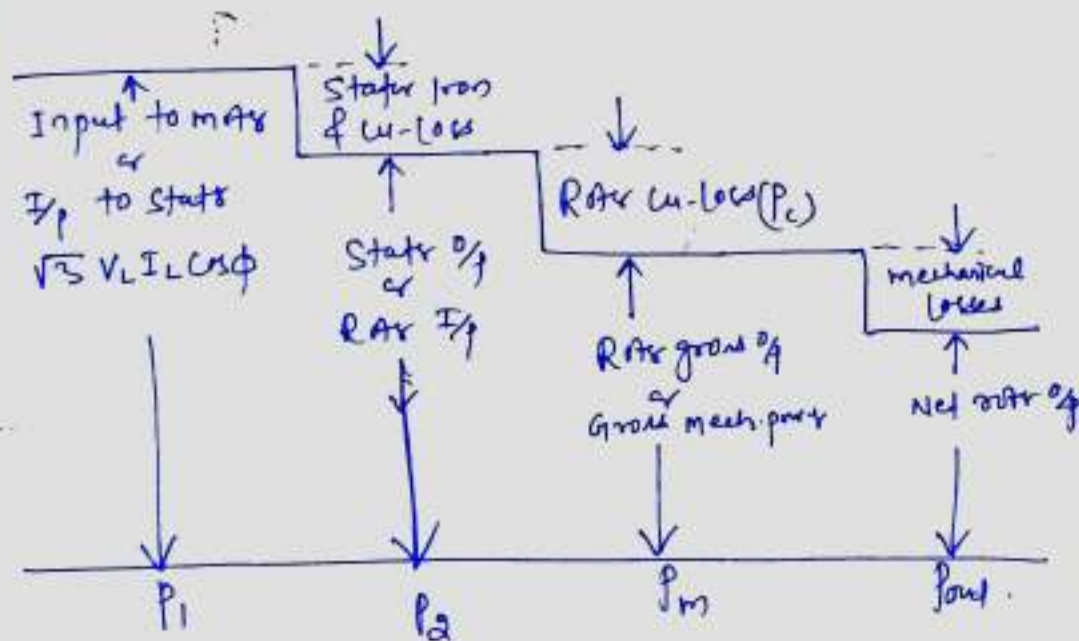 Input to motor
or
I/p to Stator
√3 VL IL Cosϕ
P1
Stator Iron
& cu-Loss
Stator o/p
or
Rotor I/p
P2
Rotor cu-Loss(Pc)
Rotor gross o/p
or
Gross mech. power
Pm
mechanical
Losses
Net rotor o/p
Pout.